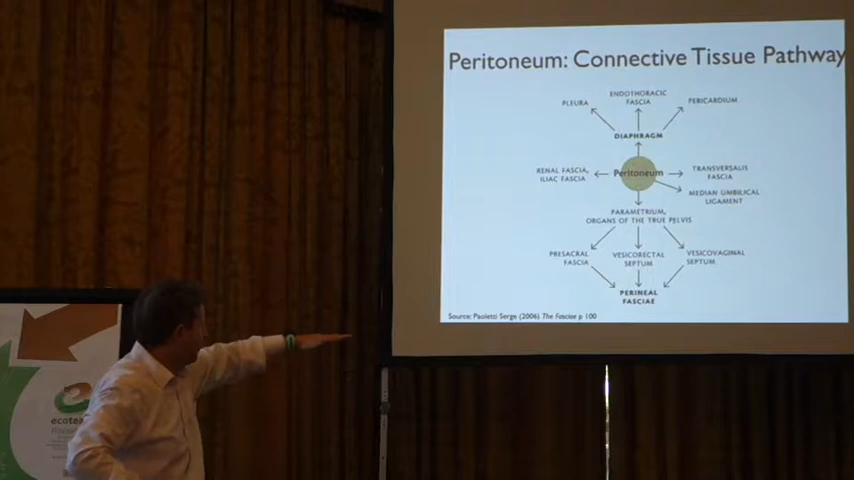 Peritoneum: Connective Tissue Pathway
ENDOTHORACIC
FASCIA
PLEURA
PERICARDIUM
DIAPHRAGM
RENAL FASCIA,
ILIAC FASCIA
Peritoneum
TRANSVERSALIS
FASCIA
MEDIAN UMBILICAL
LIGAMENT
PARAMETRIUM,
ORGANS OF THE TRUE PELVIS
PRESACRAL
FASCIA
VESICORECTAL
SEPTUM
VESICOVAGINAL
SEPTUM
PERINEAL
FASCIAE
Source: Paoletti Serge (2006) The Fasciae p 100